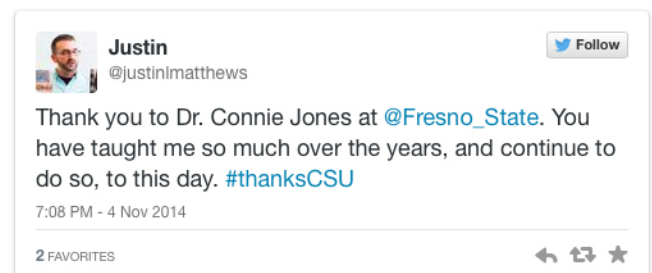 Justin
@justinlmatthews
Follow
Thank you to Dr. Connie Jones at @Fresno_State. You
have taught me so much over the years, and continue to
do so, to this day. #thanksCSU
7:08 PM - 4 Nov 2014
2 FAVORITES